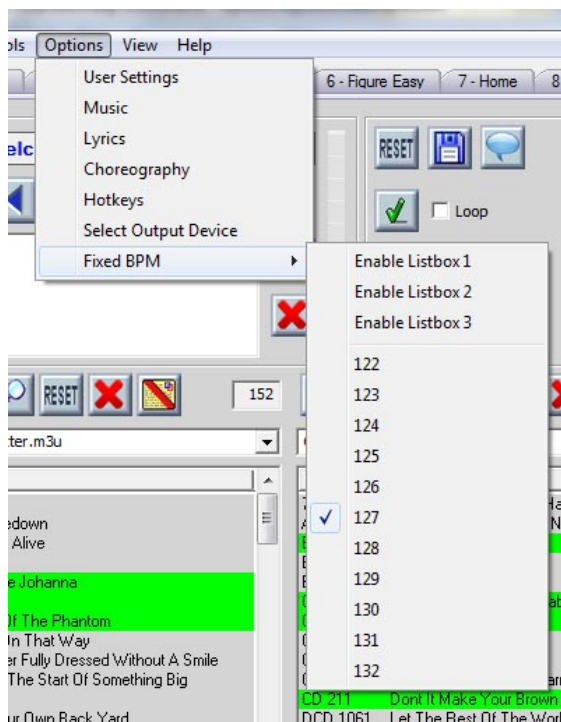 Options View Help
6 - Figure Easy 7 - Home 8
User Settings
Music
Lyrics
Choreography
Hotkeys
Select Output Device
Fixed BPM
RESET
Loop
Enable Listbox 1
Enable Listbox 2
Enable Listbox 3
122
123
124
125
126
127
128
129
130
131
132
RESET
152
ter.m3u
edown
Alive
e Johanna
Of The Phantom
In That Way
er Fully Dressed Without A Smile
The Start Of Something Big
ur Own Back Yard
CD 211 Dont It Make Your Brown
DCD 1061 Let The Best Of The Worl